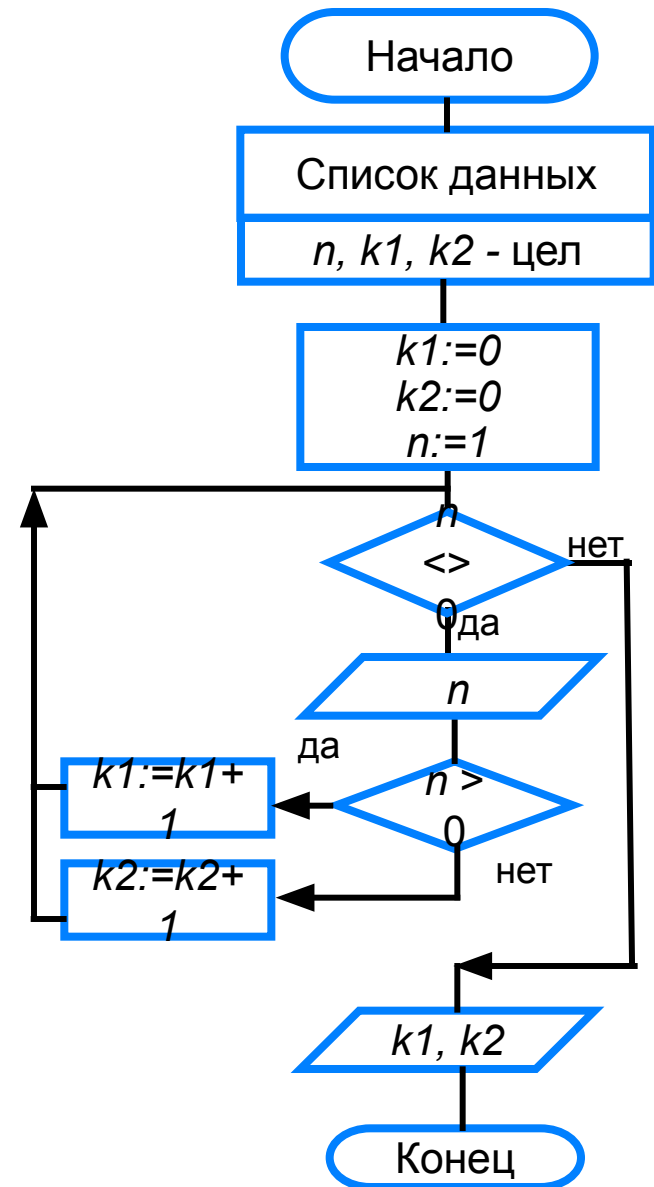 Начало
Список данных
n, k1, k2 - цел
k1:=0
k2:=0
n:=1
n
<>
0
нет
да
n
да
n >
0
k1:=k1+
1
нет
k2:=k2+
1
k1, k2
Конец